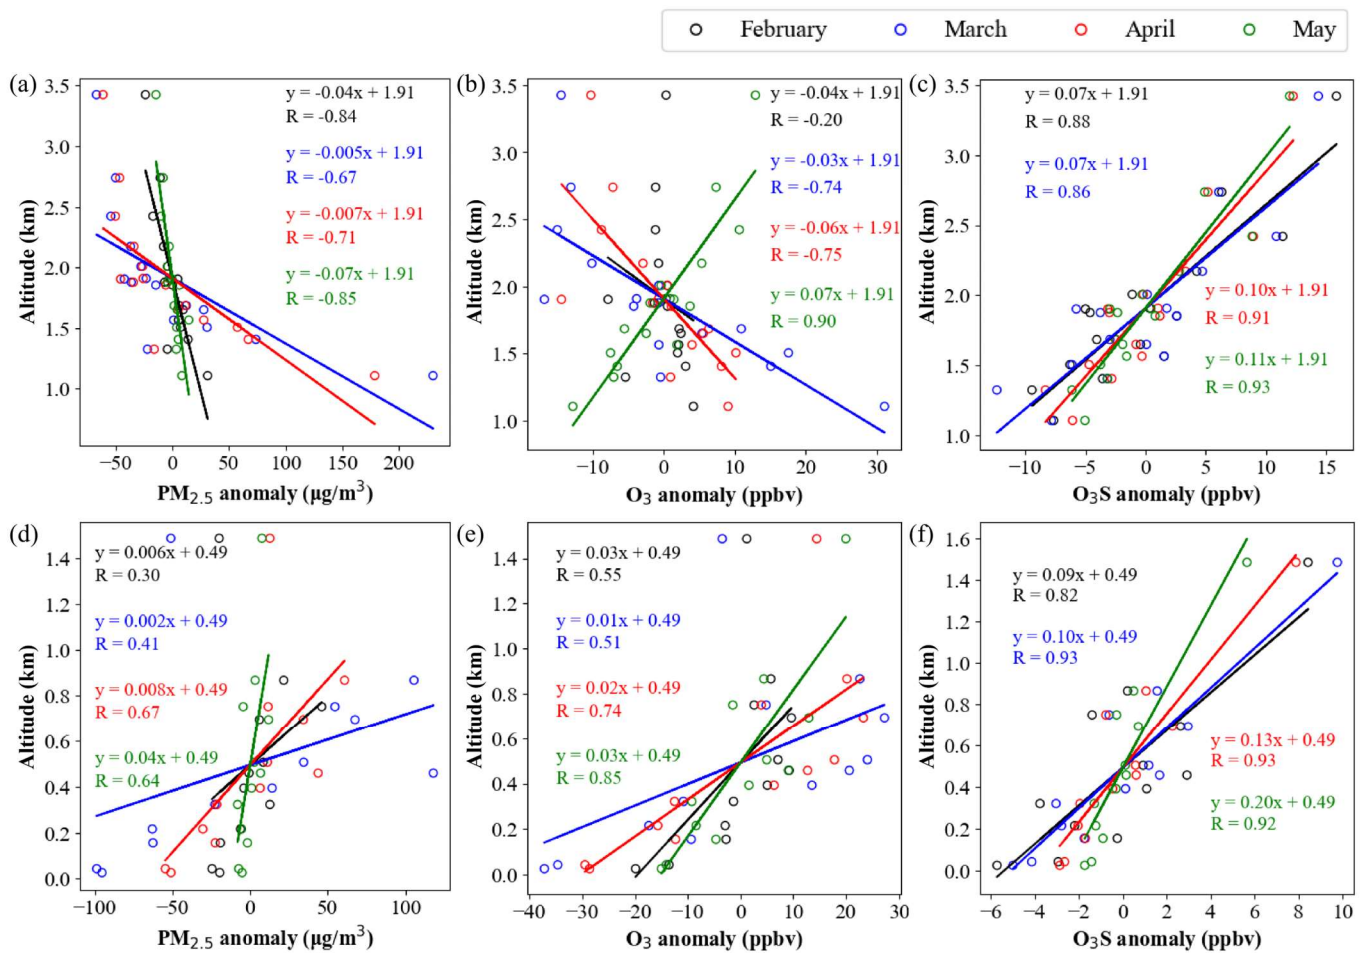 February March April May
(a)
y = -0.04x + 1.91
R = -0.84
y = -0.005x + 1.91
R = -0.67
y = -0.007x + 1.91
R = -0.71
y = -0.07x + 1.91
R = -0.85
3.5
3.0
2.5
2.0
1.5
1.0
Altitude (km)
−50 0 50 100 150 200
PM2.5 anomaly (μg/m³)
(b)
y = -0.04x + 1.91
R = -0.20
y = -0.03x + 1.91
R = -0.74
y = -0.06x + 1.91
R = -0.75
y = 0.07x + 1.91
R = 0.90
3.5
3.0
2.5
2.0
1.5
1.0
Altitude (km)
−10 0 10 20 30
O3 anomaly (ppbv)
(c)
y = 0.07x + 1.91
R = 0.88
y = 0.07x + 1.91
R = 0.86
y = 0.10x + 1.91
R = 0.91
y = 0.11x + 1.91
R = 0.93
3.5
3.0
2.5
2.0
1.5
1.0
Altitude (km)
−10 −5 0 5 10 15
O3S anomaly (ppbv)
(d)
y = 0.006x + 0.49
R = 0.30
y = 0.002x + 0.49
R = 0.41
y = 0.008x + 0.49
R = 0.67
y = 0.04x + 0.49
R = 0.64
1.4
1.2
1.0
0.8
0.6
0.4
0.2
0.0
Altitude (km)
−100 −50 0 50 100
PM2.5 anomaly (μg/m³)
(e)
y = 0.03x + 0.49
R = 0.55
y = 0.01x + 0.49
R = 0.51
y = 0.02x + 0.49
R = 0.74
y = 0.03x + 0.49
R = 0.85
1.4
1.2
1.0
0.8
0.6
0.4
0.2
0.0
Altitude (km)
−40 −30 −20 −10 0 10 20 30
O3 anomaly (ppbv)
(f)
y = 0.09x + 0.49
R = 0.82
y = 0.10x + 0.49
R = 0.93
y = 0.13x + 0.49
R = 0.93
y = 0.20x + 0.49
R = 0.92
1.6
1.4
1.2
1.0
0.8
0.6
0.4
0.2
0.0
Altitude (km)
−6 −4 −2 0 2 4 6 8 10
O3S anomaly (ppbv)